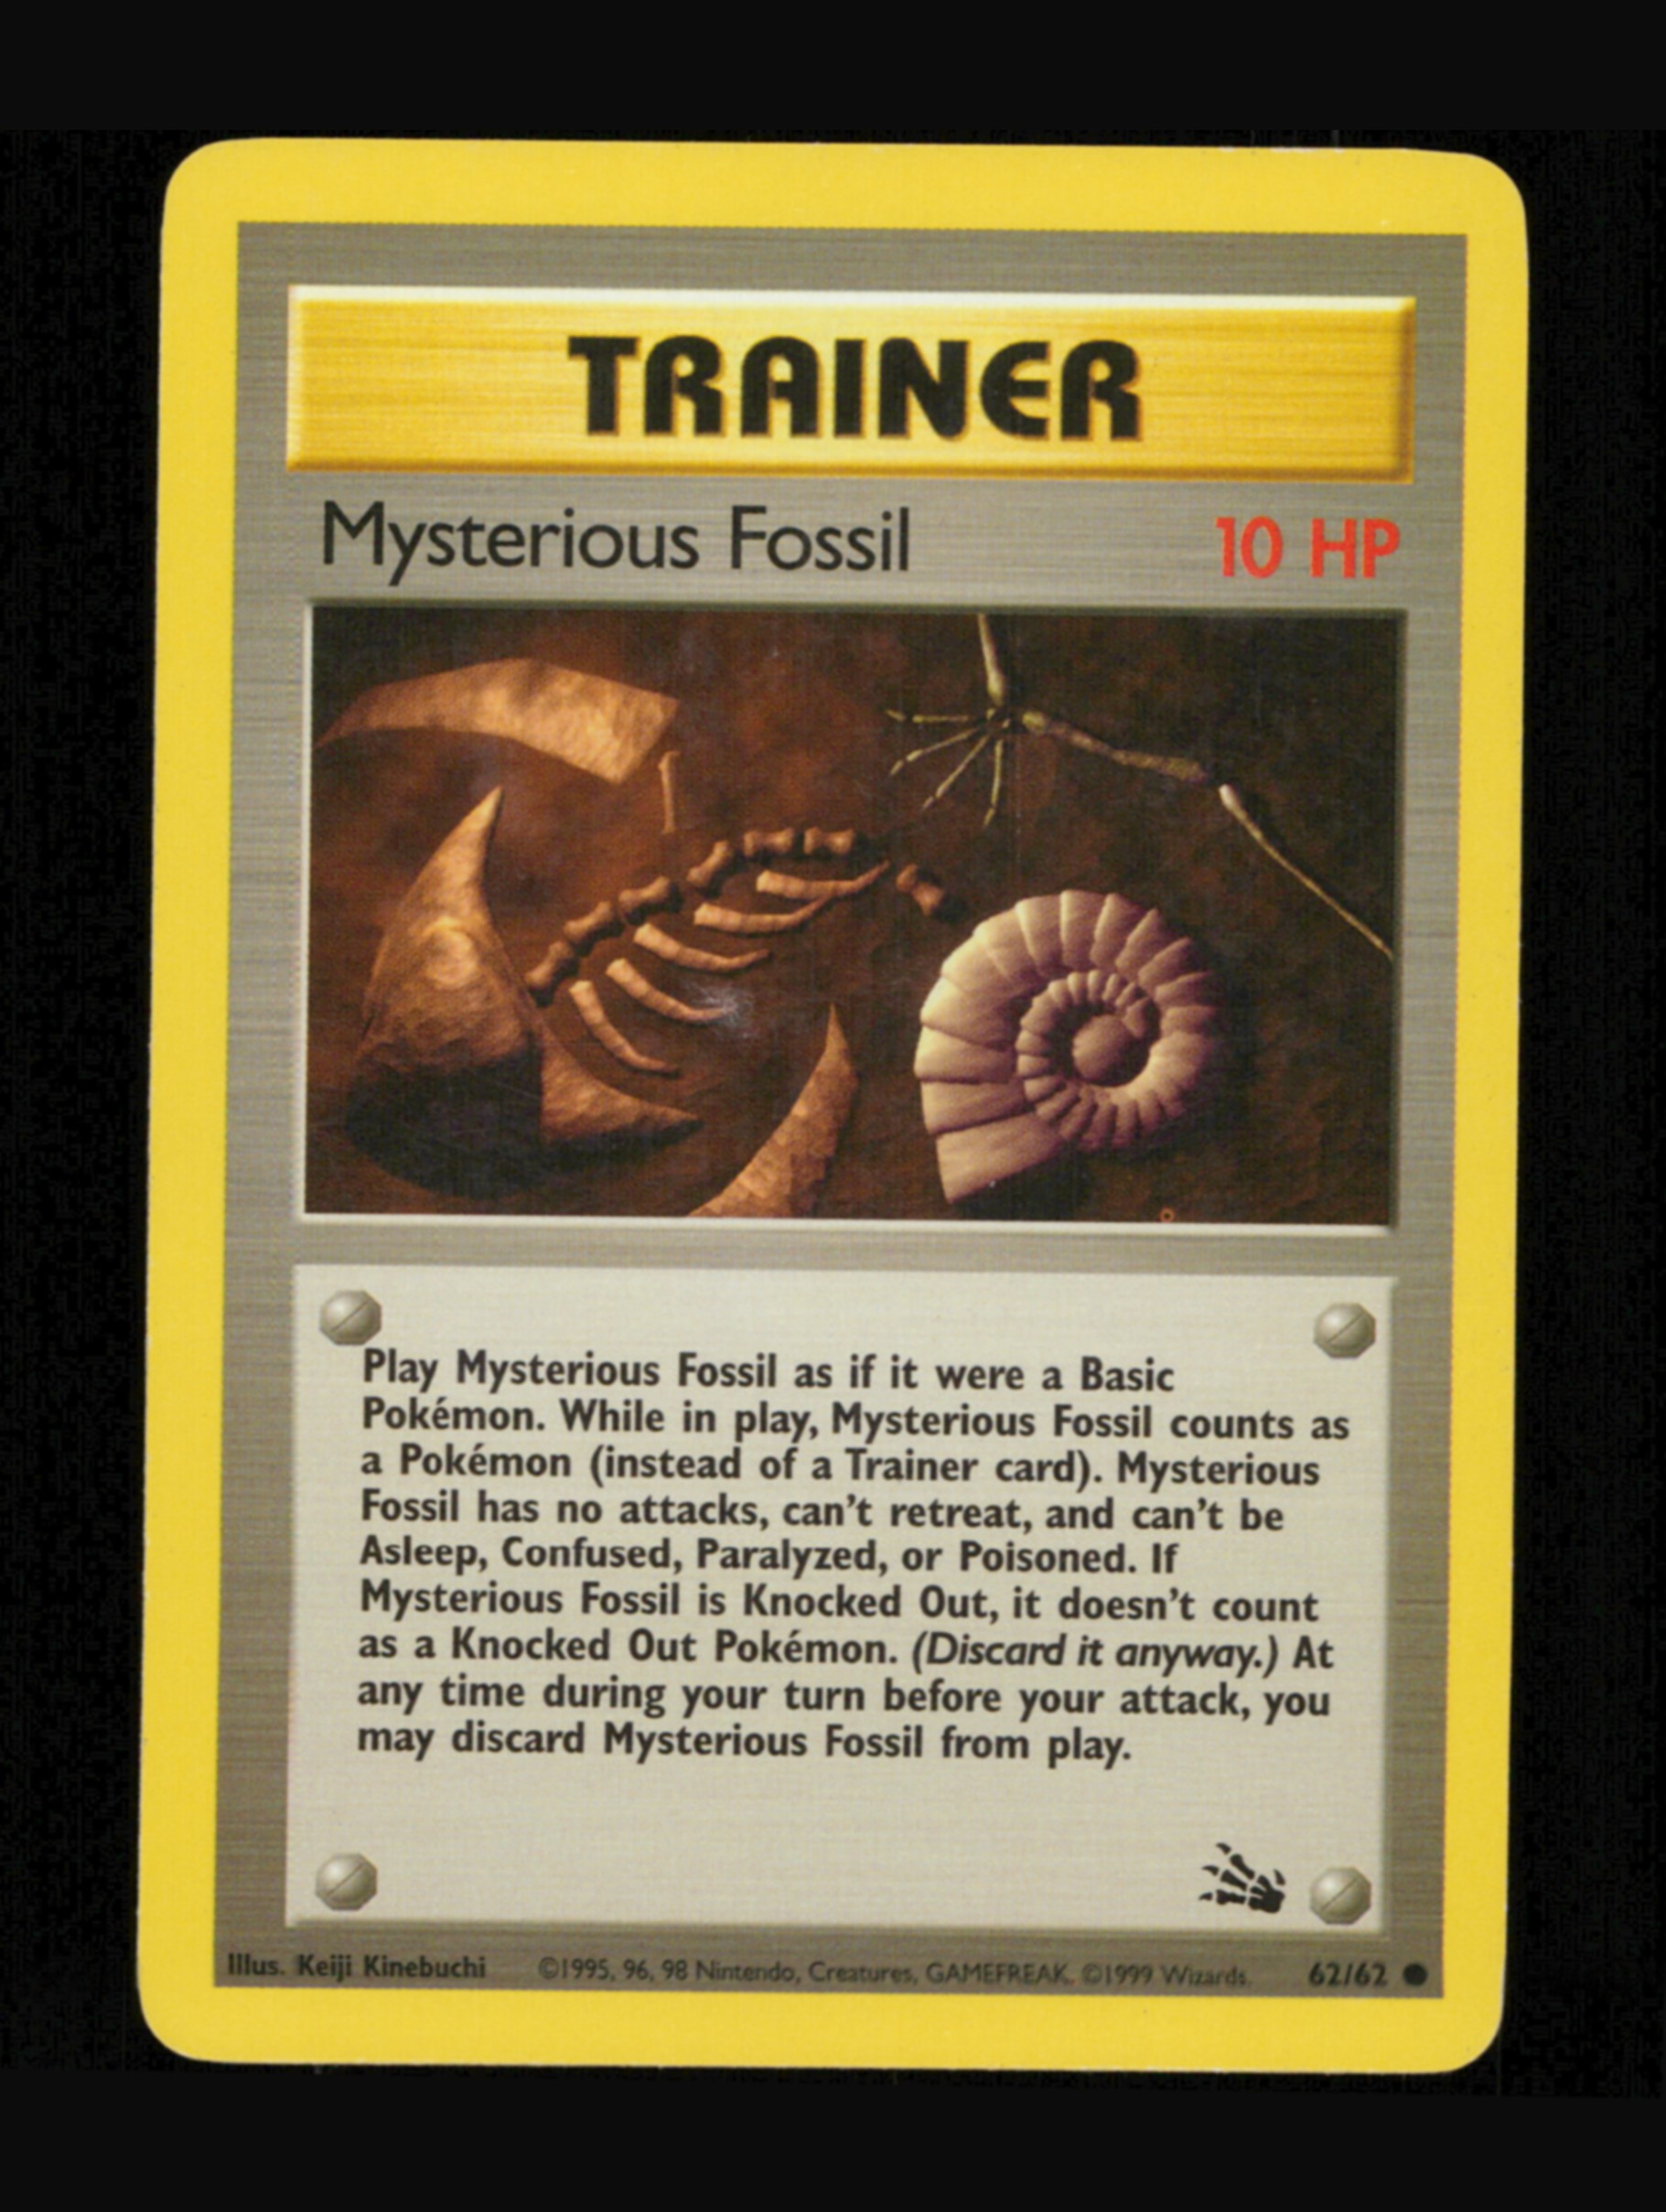 TRAINER
Mysterious Fossil 10 HP
Play Mysterious Fossil as if it were a Basic
Pokémon. While in play, Mysterious Fossil counts as
a Pokémon (instead of a Trainer card). Mysterious
Fossil has no attacks, can't retreat, and can't be
Asleep, Confused, Paralyzed, or Poisoned. If
Mysterious Fossil is Knocked Out, it doesn't count
as a Knocked Out Pokémon. (Discard it anyway.) At
any time during your turn before your attack, you
may discard Mysterious Fossil from play.
Illus. Keiji Kinebuchi ©1995, 96, 98 Nintendo, Creatures, GAMEFREAK. ©1999 Wizards. 62/62